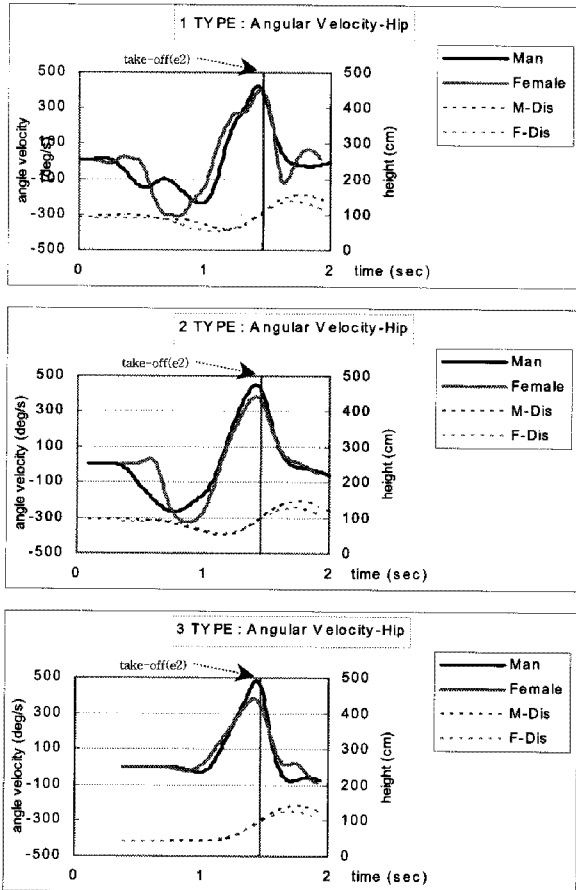 1 TYPE : Angular Velocity-Hip
take-off(e2)
Man
Female
M-Dis
F-Dis
angle velocity
(deg/s)
500
300
100
-100
-300
-500
height (cm)
500
400
300
200
100
0
0
1
2
time (sec)
2 TYPE : Angular Velocity-Hip
take-off(e2)
Man
Female
M-Dis
F-Dis
angle velocity (deg/s)
500
300
100
-100
-300
-500
height (cm)
500
400
300
200
100
0
0
1
2
time (sec)
3 TYPE : Angular Velocity-Hip
take-off(e2)
Man
Female
M-Dis
F-Dis
angle velocity (deg/s)
500
300
100
-100
-300
-500
height (cm)
500
400
300
200
100
0
0
1
2
time (sec)